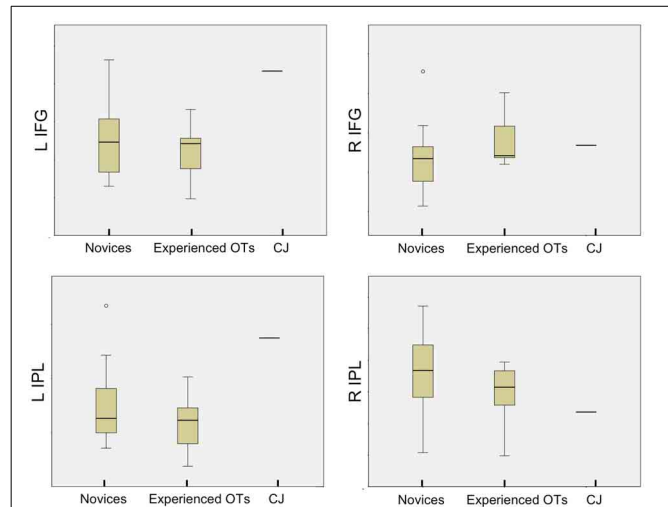 L IFG
Novices Experienced OTs CJ
R IFG
Novices Experienced OTs CJ
L IPL
Novices Experienced OTs CJ
R IPL
Novices Experienced OTs CJ